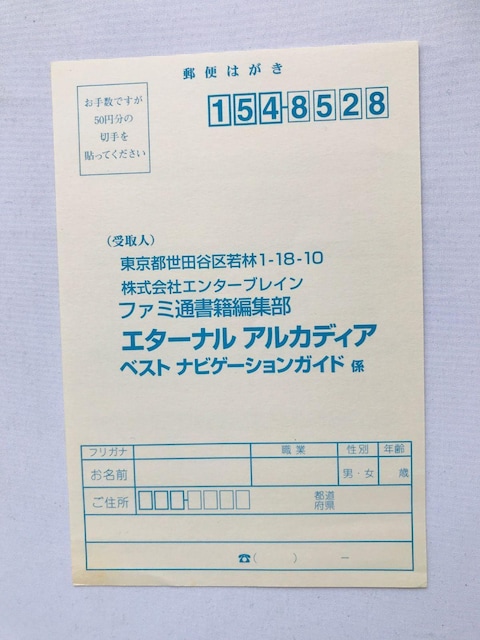 郵便はがき
お手数ですが
50円分の
切手を
貼ってください
154-8528
（受取人）
東京都世田谷区若林1-18-10
株式会社エンターブレイン
ファミ通書籍編集部
エターナル アルカディア
ベスト ナビゲーションガイド 係
フリガナ 職業 性別 年齢
お名前 男・女 歳
ご住所 - 都道府県
☎( ) －